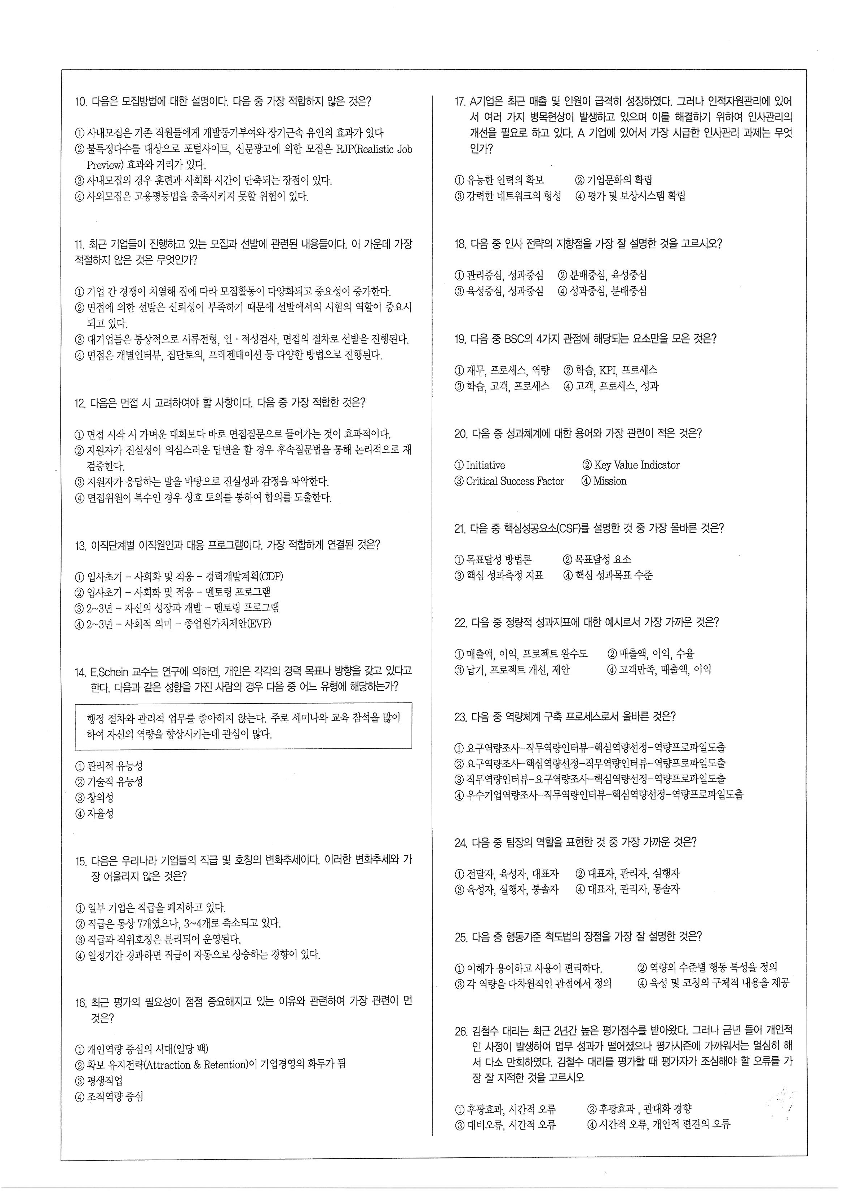 10. 다음은 모집방법에 대한 설명이다. 다음 중 가장 적합하지 않은 것은?
① 사내모집은 기존 직원들에게 개발동기부여와 장기근속 유인의 효과가 있다
② 불특정다수를 대상으로 포털사이트, 신문광고에 의한 모집은 RJP(Realistic Job
Preview) 효과와 거리가 있다.
③ 사내모집의 경우 훈련과 사회화 시간이 단축되는 장점이 있다.
④ 사외모집은 고용평등법을 충족시키지 못할 위험이 있다.
11. 최근 기업들이 진행하고 있는 모집과 선발에 관련된 내용들이다. 이 가운데 가장
적절하지 않은 것은 무엇인가?
① 기업 간 경쟁이 치열해 짐에 따라 모집활동이 다양화되고 중요성이 증가한다.
② 면접에 의한 선발은 신뢰성이 부족하기 때문에 선발에서의 시험의 역할이 중요시
되고 있다.
③ 대기업들은 통상적으로 서류전형, 인·적성검사, 면접의 절차로 선발을 진행된다.
④ 면접은 개별인터뷰, 집단토의, 프리젠테이션 등 다양한 방법으로 진행된다.
12. 다음은 면접 시 고려하여야 할 사항이다. 다음 중 가장 적합한 것은?
① 면접 시작 시 가벼운 대화보다 바로 면접질문으로 들어가는 것이 효과적이다.
② 지원자가 진실성이 의심스러운 답변을 할 경우 후속질문법을 통해 논리적으로 재
검증한다.
③ 지원자가 응답하는 말을 바탕으로 진실성과 감정을 파악한다.
④ 면접위원이 복수인 경우 상호 토의를 통하여 합의를 도출한다.
13. 이직단계별 이직원인과 대응 프로그램이다. 가장 적합하게 연결된 것은?
① 입사초기 – 사회화 및 적응 – 경력개발계획(CDP)
② 입사초기 – 사회화 및 적응 – 멘토링 프로그램
③ 2~3년 – 자신의 성장과 개발 – 멘토링 프로그램
④ 2~3년 – 사회적 의미 – 종업원가치제안(EVP)
14. E.Schein 교수는 연구에 의하면, 개인은 각각의 경력 목표나 방향을 갖고 있다고
한다. 다음과 같은 성향을 가진 사람의 경우 다음 중 어느 유형에 해당하는가?
행정 절차와 관리적 업무를 좋아하지 않는다. 주로 세미나와 교육 참석을 많이
하여 자신의 역량을 향상시키는데 관심이 많다.
① 관리적 유능성
② 기술적 유능성
③ 창의성
④ 자율성
15. 다음은 우리나라 기업들의 직급 및 호칭의 변화추세이다. 이러한 변화추세와 가
장 어울리지 않은 것은?
① 일부 기업은 직급을 폐지하고 있다.
② 직급은 통상 7개였으나, 3~4개로 축소되고 있다.
③ 직급과 직위호칭은 분리되어 운영된다.
④ 일정기간 경과하면 직급이 자동으로 상승하는 경향이 있다.
16. 최근 평가의 필요성이 점점 중요해지고 있는 이유와 관련하여 가장 관련이 먼
것은?
① 개인역량 중심의 시대(일당 백)
② 확보 유지전략(Attraction & Retention)이 기업경영의 화두가 됨
③ 평생직업
④ 조직역량 중심
17. A기업은 최근 매출 및 인원이 급격히 성장하였다. 그러나 인적자원관리에 있어
서 여러 가지 병목현상이 발생하고 있으며 이를 해결하기 위하여 인사관리의
개선을 필요로 하고 있다. A 기업에 있어서 가장 시급한 인사관리 과제는 무엇
인가?
① 유능한 인력의 확보 ② 기업문화의 확립
③ 강력한 네트워크의 형성 ④ 평가 및 보상시스템 확립
18. 다음 중 인사 전략의 지향점을 가장 잘 설명한 것을 고르시오?
① 관리중심, 성과중심 ② 분배중심, 육성중심
③ 육성중심, 성과중심 ④ 성과중심, 분배중심
19. 다음 중 BSC의 4가지 관점에 해당되는 요소만을 모은 것은?
① 재무, 프로세스, 역량 ② 학습, KPI, 프로세스
③ 학습, 고객, 프로세스 ④ 고객, 프로세스, 성과
20. 다음 중 성과체계에 대한 용어와 가장 관련이 적은 것은?
① Initiative ② Key Value Indicator
③ Critical Success Factor ④ Mission
21. 다음 중 핵심성공요소(CSF)를 설명한 것 중 가장 올바른 것은?
① 목표달성 방법론 ② 목표달성 요소
③ 핵심 성과측정 지표 ④ 핵심 성과목표 수준
22. 다음 중 정량적 성과지표에 대한 예시로서 가장 가까운 것은?
① 매출액, 이익, 프로젝트 완수도 ② 매출액, 이익, 수율
③ 납기, 프로젝트 개선, 제안 ④ 고객만족, 매출액, 이익
23. 다음 중 역량체계 구축 프로세스로서 올바른 것은?
① 요구역량조사–직무역량인터뷰–핵심역량선정–역량프로파일도출
② 요구역량조사–핵심역량선정–직무역량인터뷰–역량프로파일도출
③ 직무역량인터뷰–요구역량조사–핵심역량선정–역량프로파일도출
④ 우수기업역량조사–직무역량인터뷰–핵심역량선정–역량프로파일도출
24. 다음 중 팀장의 역할을 표현한 것 중 가장 가까운 것은?
① 전달자, 육성자, 대표자 ② 대표자, 관리자, 실행자
③ 육성자, 실행자, 통솔자 ④ 대표자, 관리자, 통솔자
25. 다음 중 행동기준 척도법의 장점을 가장 잘 설명한 것은?
① 이해가 용이하고 사용이 편리하다. ② 역량의 수준별 행동 특성을 정의
③ 각 역량을 다차원적인 관점에서 정의 ④ 육성 및 코칭의 구체적 내용을 제공
26. 김철수 대리는 최근 2년간 높은 평가점수를 받아왔다. 그러나 금년 들어 개인적
인 사정이 발생하여 업무 성과가 떨어졌으나 평가시즌에 가까워서는 열심히 해
서 다소 만회하였다. 김철수 대리를 평가할 때 평가자가 조심해야 할 오류를 가
장 잘 지적한 것을 고르시오
① 후광효과, 시간적 오류 ② 후광효과 , 관대화 경향
③ 대비오류, 시간적 오류 ④ 시간적 오류, 개인적 편견의 오류